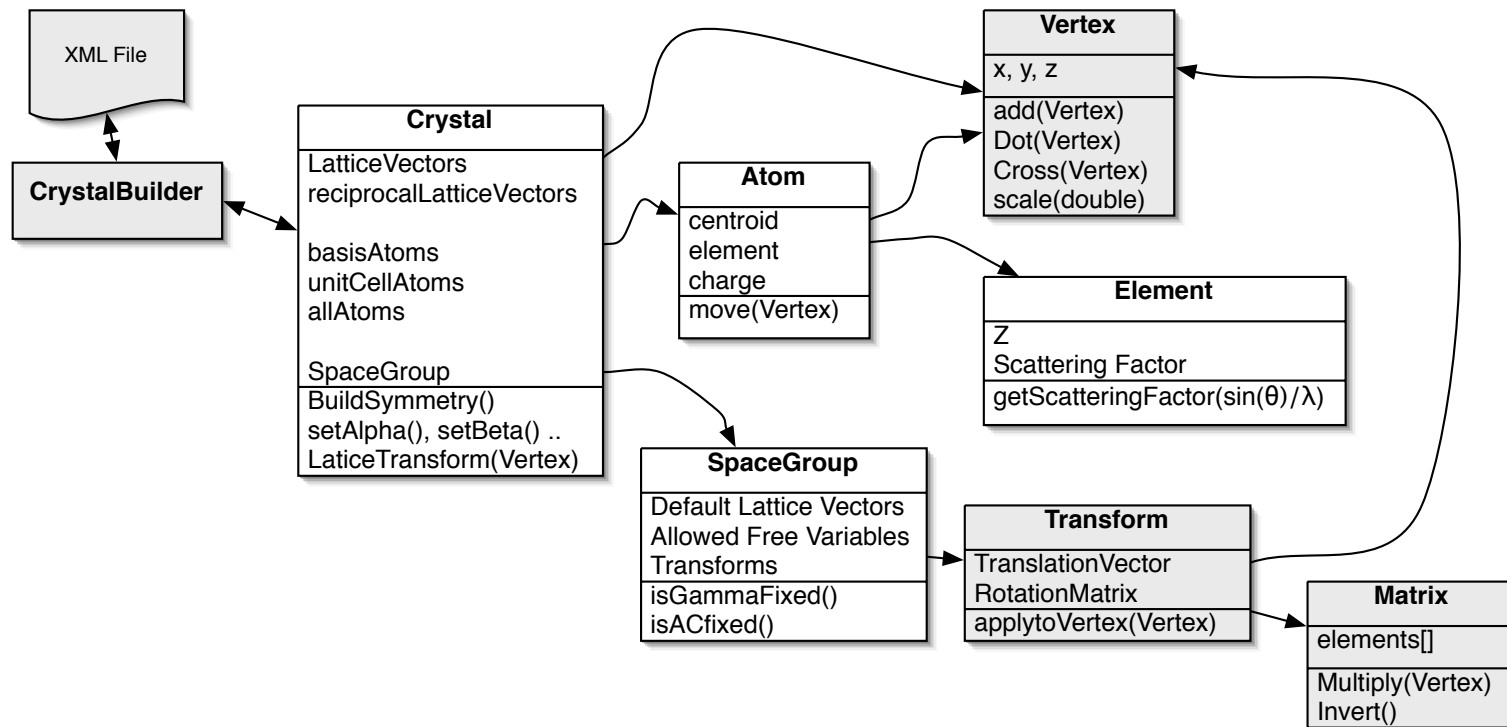 XML File
CrystalBuilder
Crystal
LatticeVectors
reciprocalLatticeVectors
basisAtoms
unitCellAtoms
allAtoms
SpaceGroup
BuildSymmetry()
setAlpha(), setBeta() ..
LaticeTransform(Vertex)
Atom
centroid
element
charge
move(Vertex)
Vertex
x, y, z
add(Vertex)
Dot(Vertex)
Cross(Vertex)
scale(double)
Element
Z
Scattering Factor
getScatteringFactor(sin(θ)/λ)
SpaceGroup
Default Lattice Vectors
Allowed Free Variables
Transforms
isGammaFixed()
isACfixed()
Transform
TranslationVector
RotationMatrix
applytoVertex(Vertex)
Matrix
elements[]
Multiply(Vertex)
Invert()